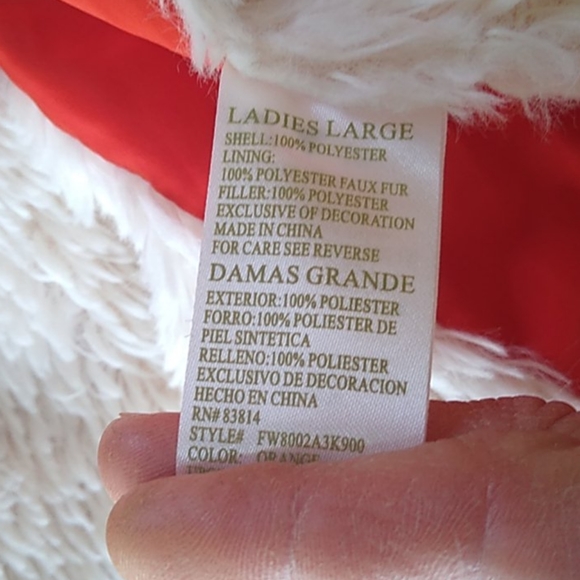 LADIES LARGE
SHELL:100% POLYESTER
LINING:
100% POLYESTER FAUX FUR
FILLER:100% POLYESTER
EXCLUSIVE OF DECORATION
MADE IN CHINA
FOR CARE SEE REVERSE
DAMAS GRANDE
EXTERIOR:100% POLIESTER
FORRO:100% POLIESTER DE
PIEL SINTETICA
RELLENO:100% POLIESTER
EXCLUSIVO DE DECORACION
HECHO EN CHINA
RN# 83814
STYLE# FW8002A3K900
COLOR: ORANGE